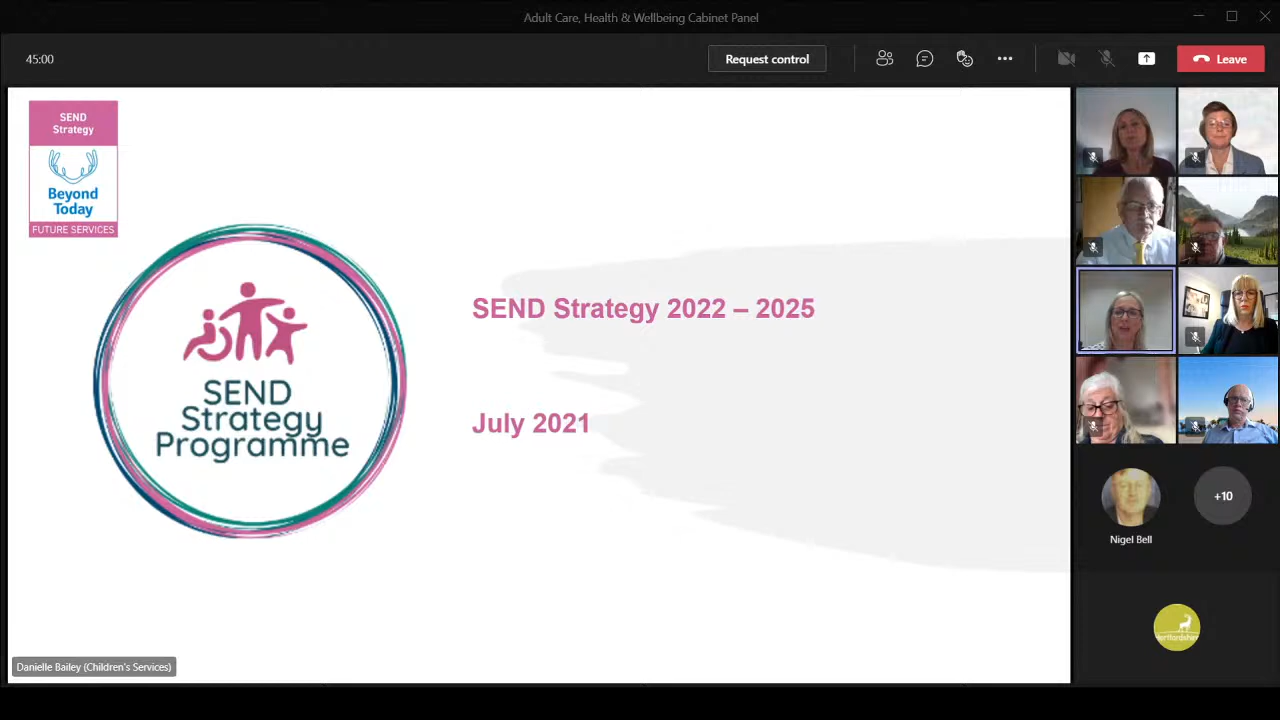 Adult Care, Health & Wellbeing Cabinet Panel
45:00
Request control
Leave
SEND
Strategy
Beyond
Today
FUTURE SERVICES
SEND
Strategy
Programme
SEND Strategy 2022 – 2025
July 2021
+10
Nigel Bell
Hertfordshire
Danielle Bailey (Children's Services)